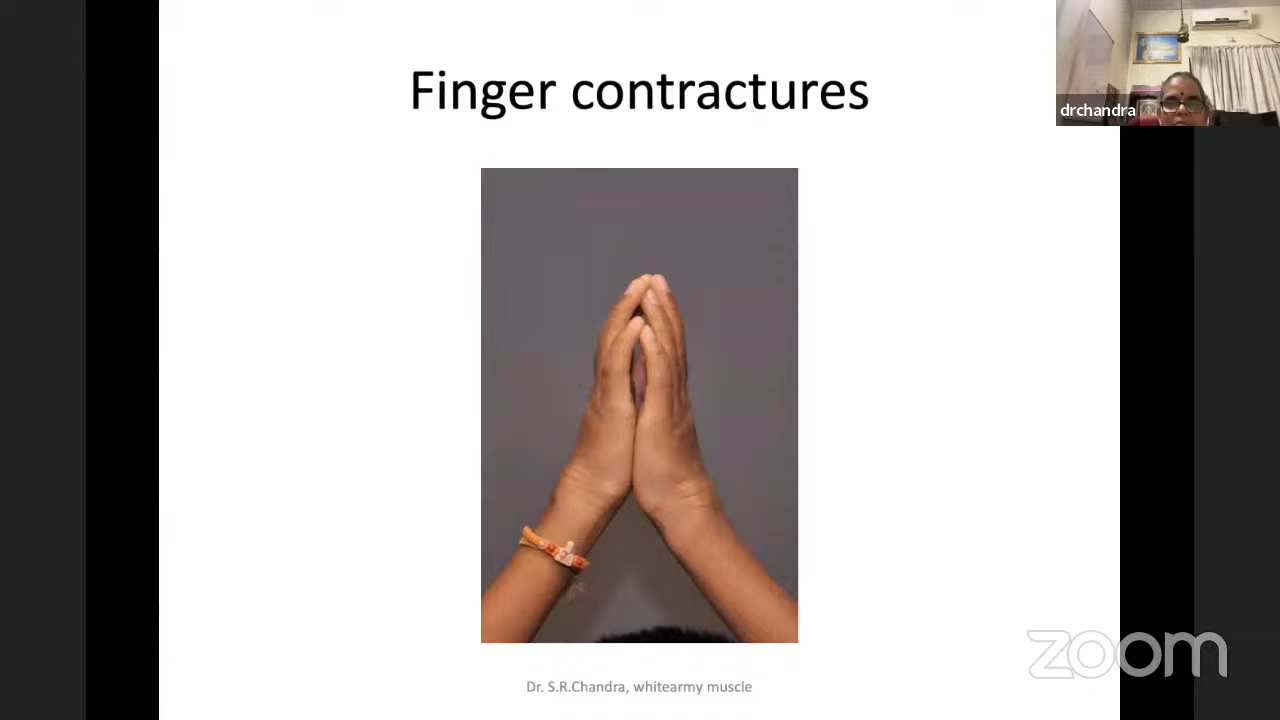 Finger contractures
drchandra
Dr. S.R.Chandra, whitearmy muscle
zoom